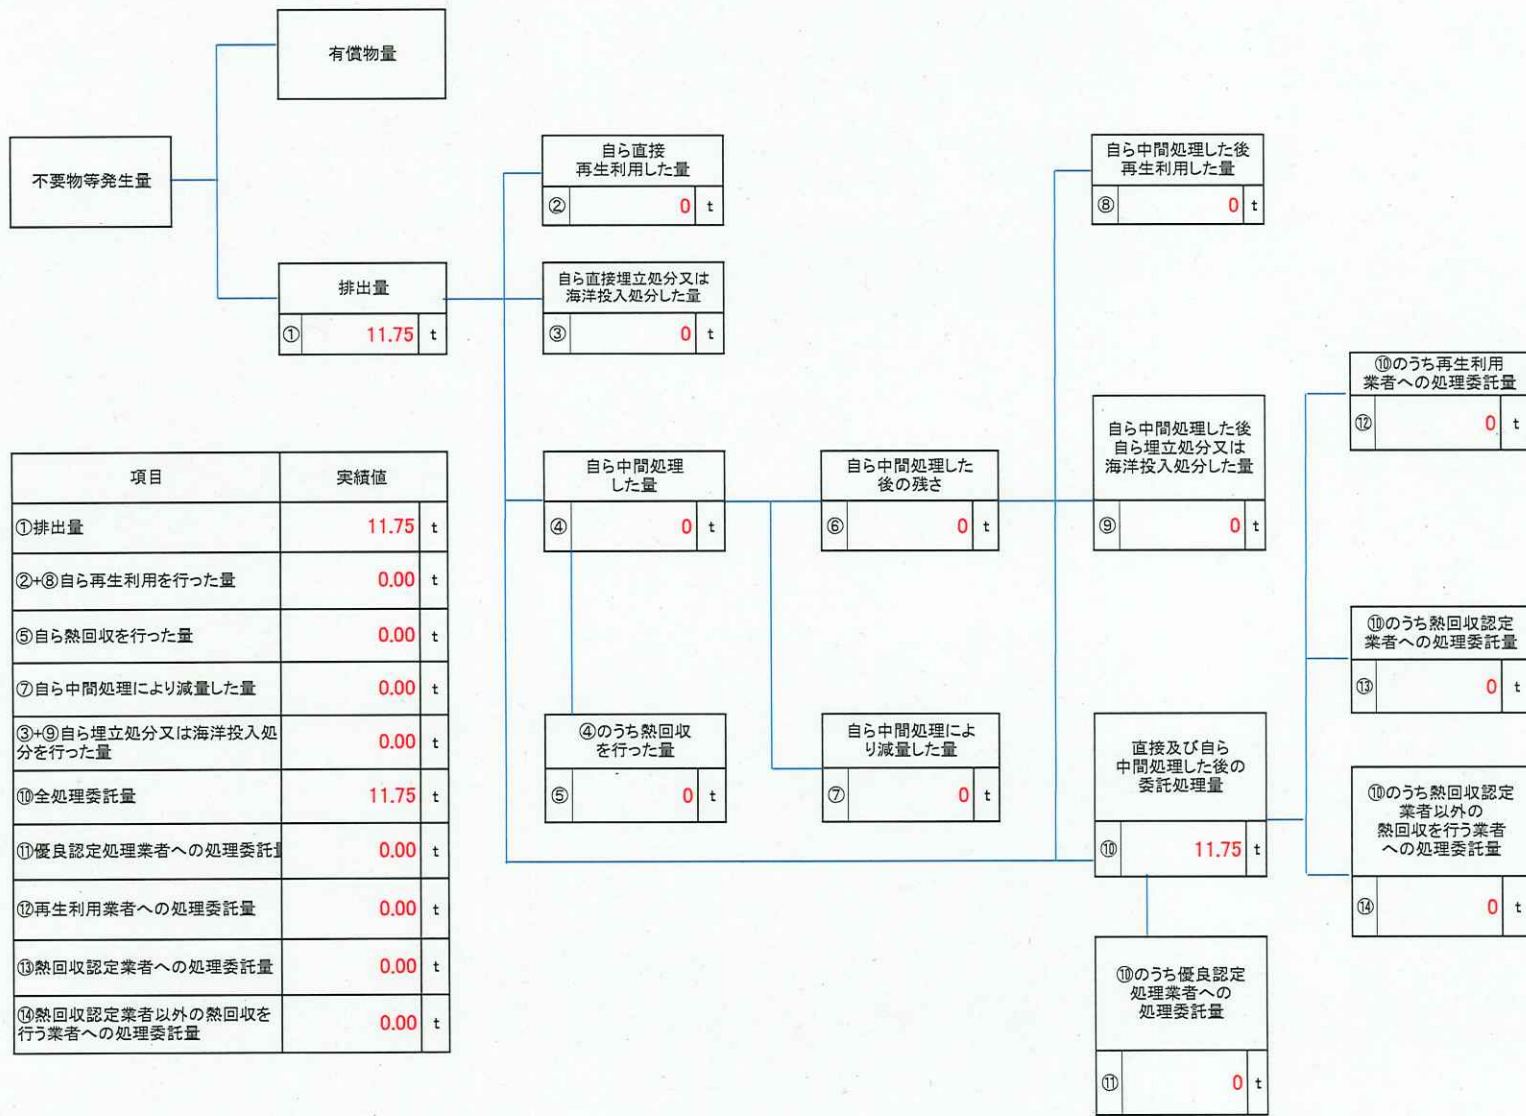 有償物量
不要物等発生量
排出量
① 11.75 t
自ら直接
再生利用した量
② 0 t
自ら直接埋立処分又は
海洋投入処分した量
③ 0 t
自ら中間処理
した量
④ 0 t
④のうち熱回収
を行った量
⑤ 0 t
自ら中間処理した
後の残さ
⑥ 0 t
自ら中間処理によ
り減量した量
⑦ 0 t
自ら中間処理した後
再生利用した量
⑧ 0 t
自ら中間処理した後
自ら埋立処分又は
海洋投入処分した量
⑨ 0 t
直接及び自ら
中間処理した後の
委託処理量
⑩ 11.75 t
⑩のうち優良認定
処理業者への
処理委託量
⑪ 0 t
⑩のうち再生利用
業者への処理委託量
⑫ 0 t
⑩のうち熱回収認定
業者への処理委託量
⑬ 0 t
⑩のうち熱回収認定
業者以外の
熱回収を行う業者
への処理委託量
⑭ 0 t
項目 実績値
①排出量 11.75 t
②+⑧自ら再生利用を行った量 0.00 t
⑤自ら熱回収を行った量 0.00 t
⑦自ら中間処理により減量した量 0.00 t
③+⑨自ら埋立処分又は海洋投入処
分を行った量 0.00 t
⑩全処理委託量 11.75 t
⑪優良認定処理業者への処理委託 0.00 t
⑫再生利用業者への処理委託量 0.00 t
⑬熱回収認定業者への処理委託量 0.00 t
⑭熱回収認定業者以外の熱回収を
行う業者への処理委託量 0.00 t